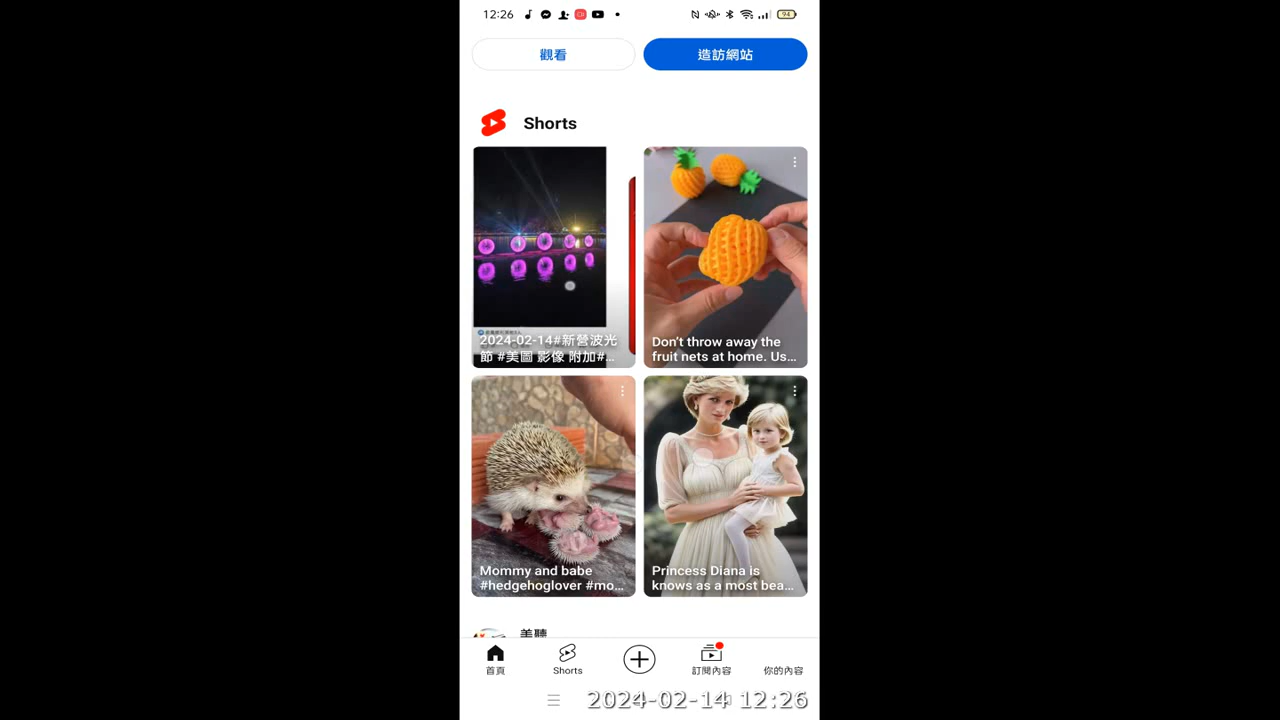 12:26
94
觀看
造訪網站
Shorts
2024-02-14#新營波光
節 #美圖 影像 附加#...
Don't throw away the
fruit nets at home. Us...
Mommy and babe
#hedgehoglover #mo...
Princess Diana is
knows as a most bea...
美聽
首頁
Shorts
訂閱內容
你的內容
2024-02-14 12:26